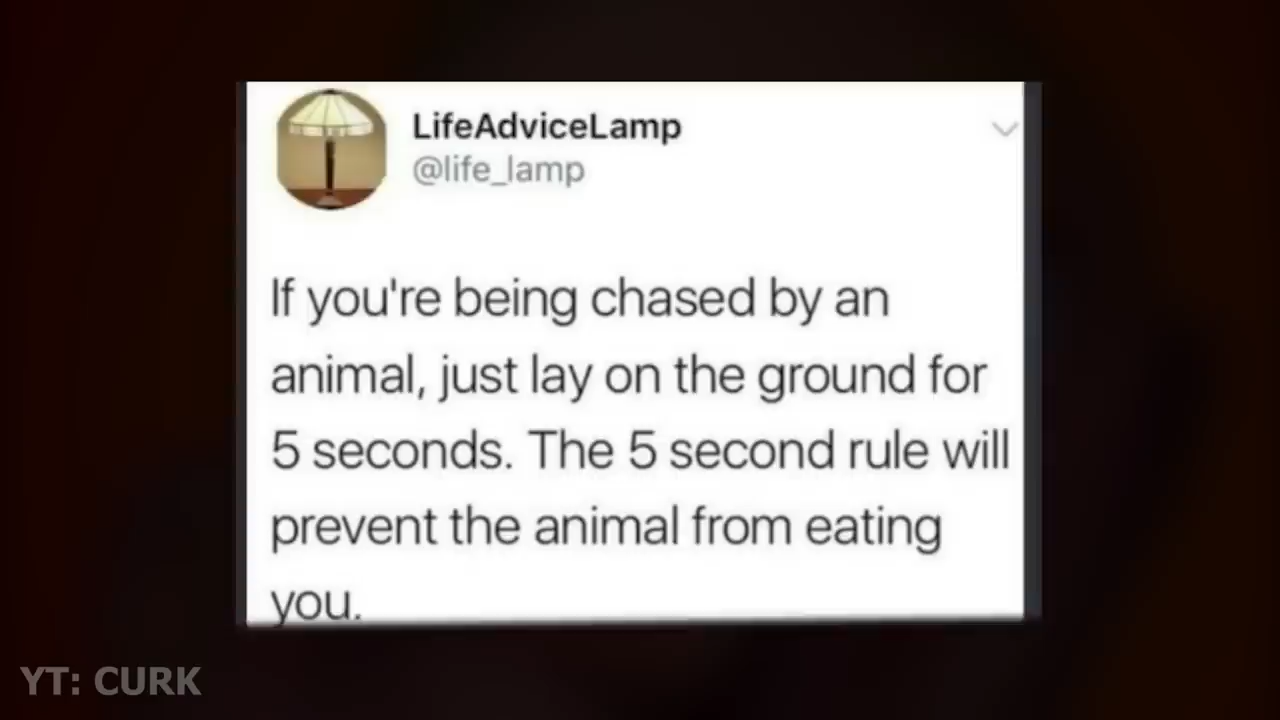 LifeAdviceLamp
@life_lamp
If you're being chased by an
animal, just lay on the ground for
5 seconds. The 5 second rule will
prevent the animal from eating
you.
YT: CURK